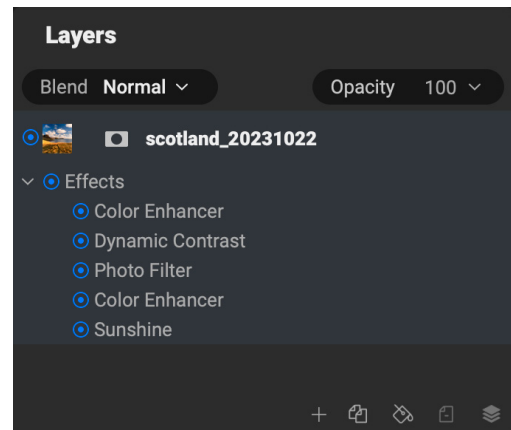 Layers
Blend Normal Opacity 100
scotland_20231022
Effects
Color Enhancer
Dynamic Contrast
Photo Filter
Color Enhancer
Sunshine